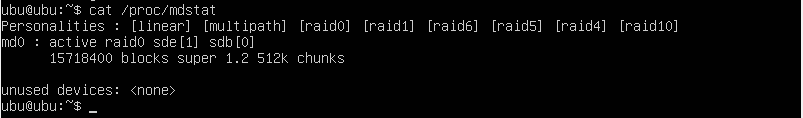 ubu@ubu:~$ cat /proc/mdstat
Personalities : [linear] [multipath] [raid0] [raid1] [raid6] [raid5] [raid4] [raid10]
md0 : active raid0 sde[1] sdb[0]
      15718400 blocks super 1.2 512k chunks

unused devices: <none>
ubu@ubu:~$ _